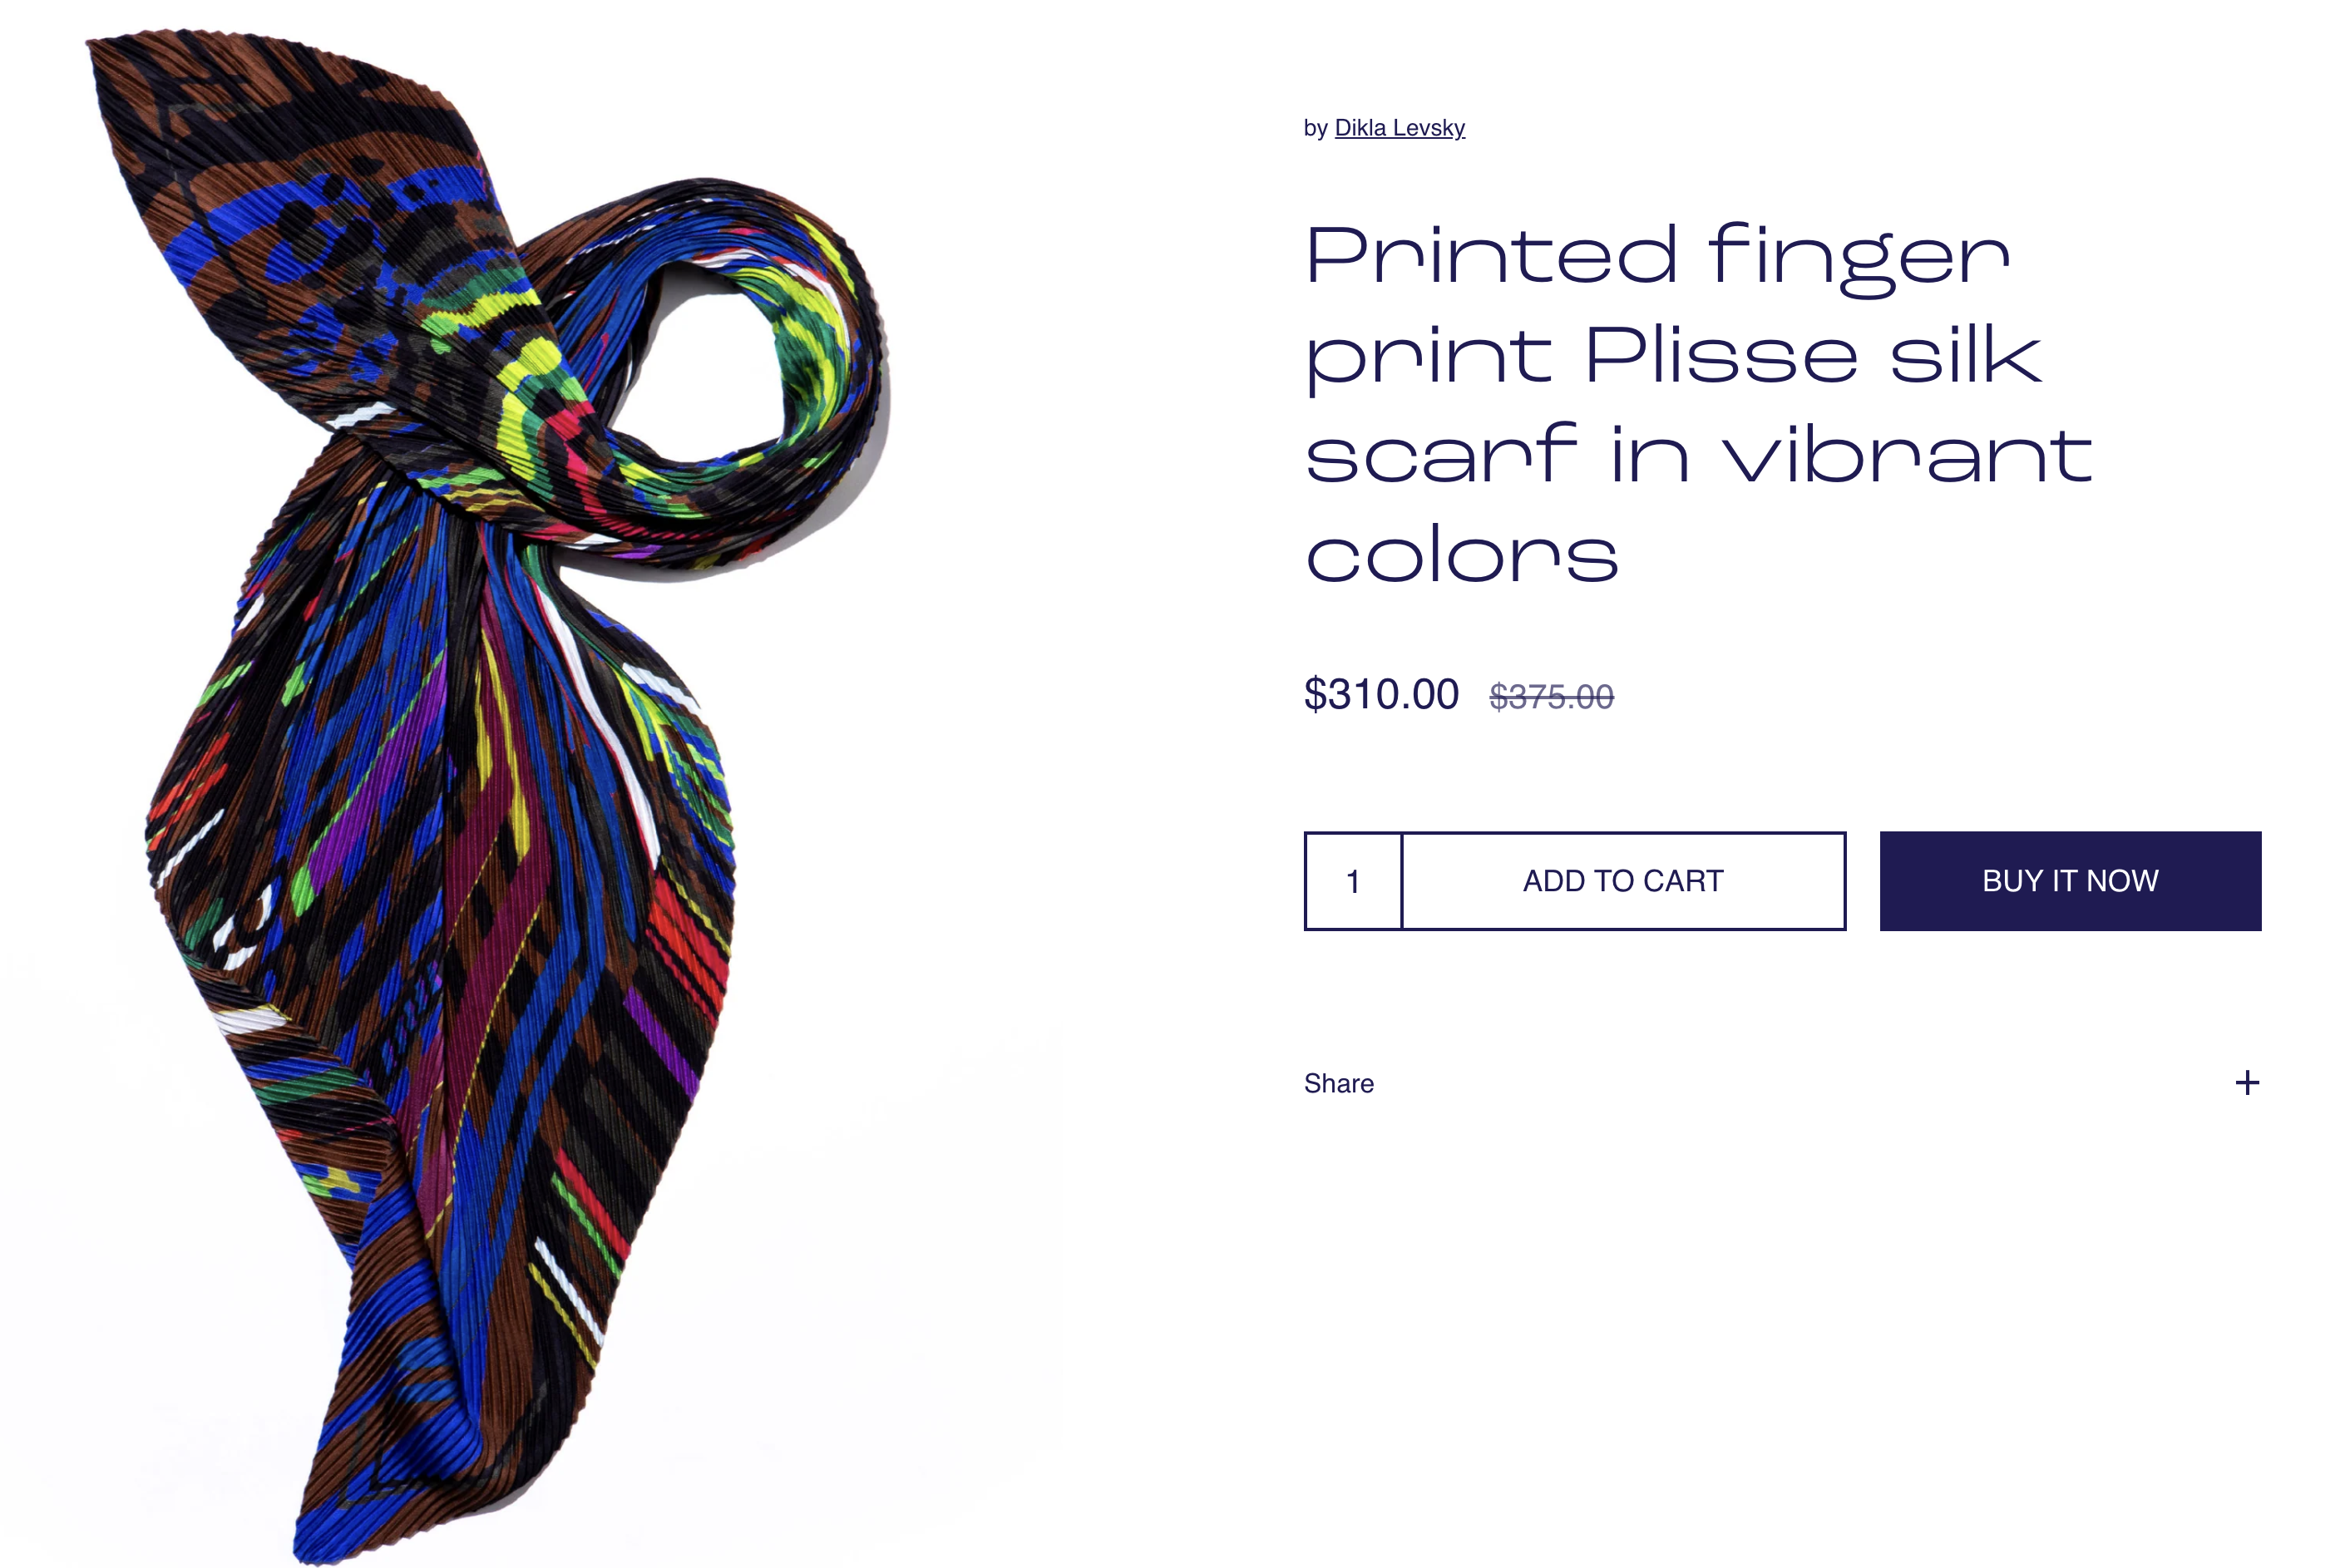 by Dikla Levsky
Printed finger
print Plisse silk
scarf in vibrant
colors
$310.00 $375.00
1 ADD TO CART BUY IT NOW
Share +